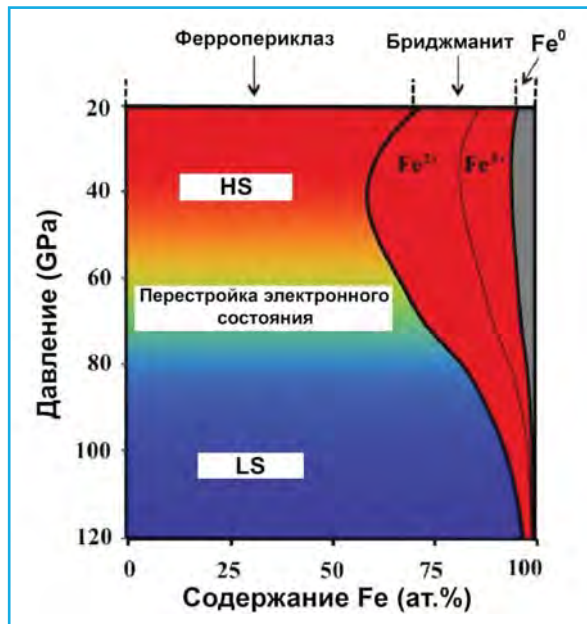 Ферропериклаз
Бриджманит
Fe⁰
Давление (GPa)
20
40
60
80
100
120
HS
Перестройка электронного
состояния
LS
Fe²⁺
Fe³⁺
0
25
50
75
100
Содержание Fe (ат.%)